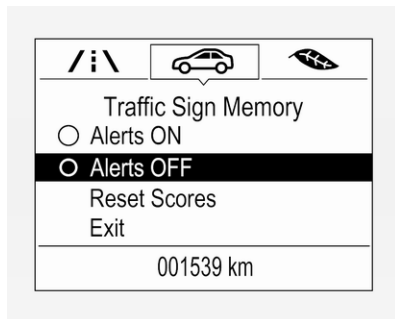 Traffic Sign Memory
Alerts ON
Alerts OFF
Reset Scores
Exit
001539 km